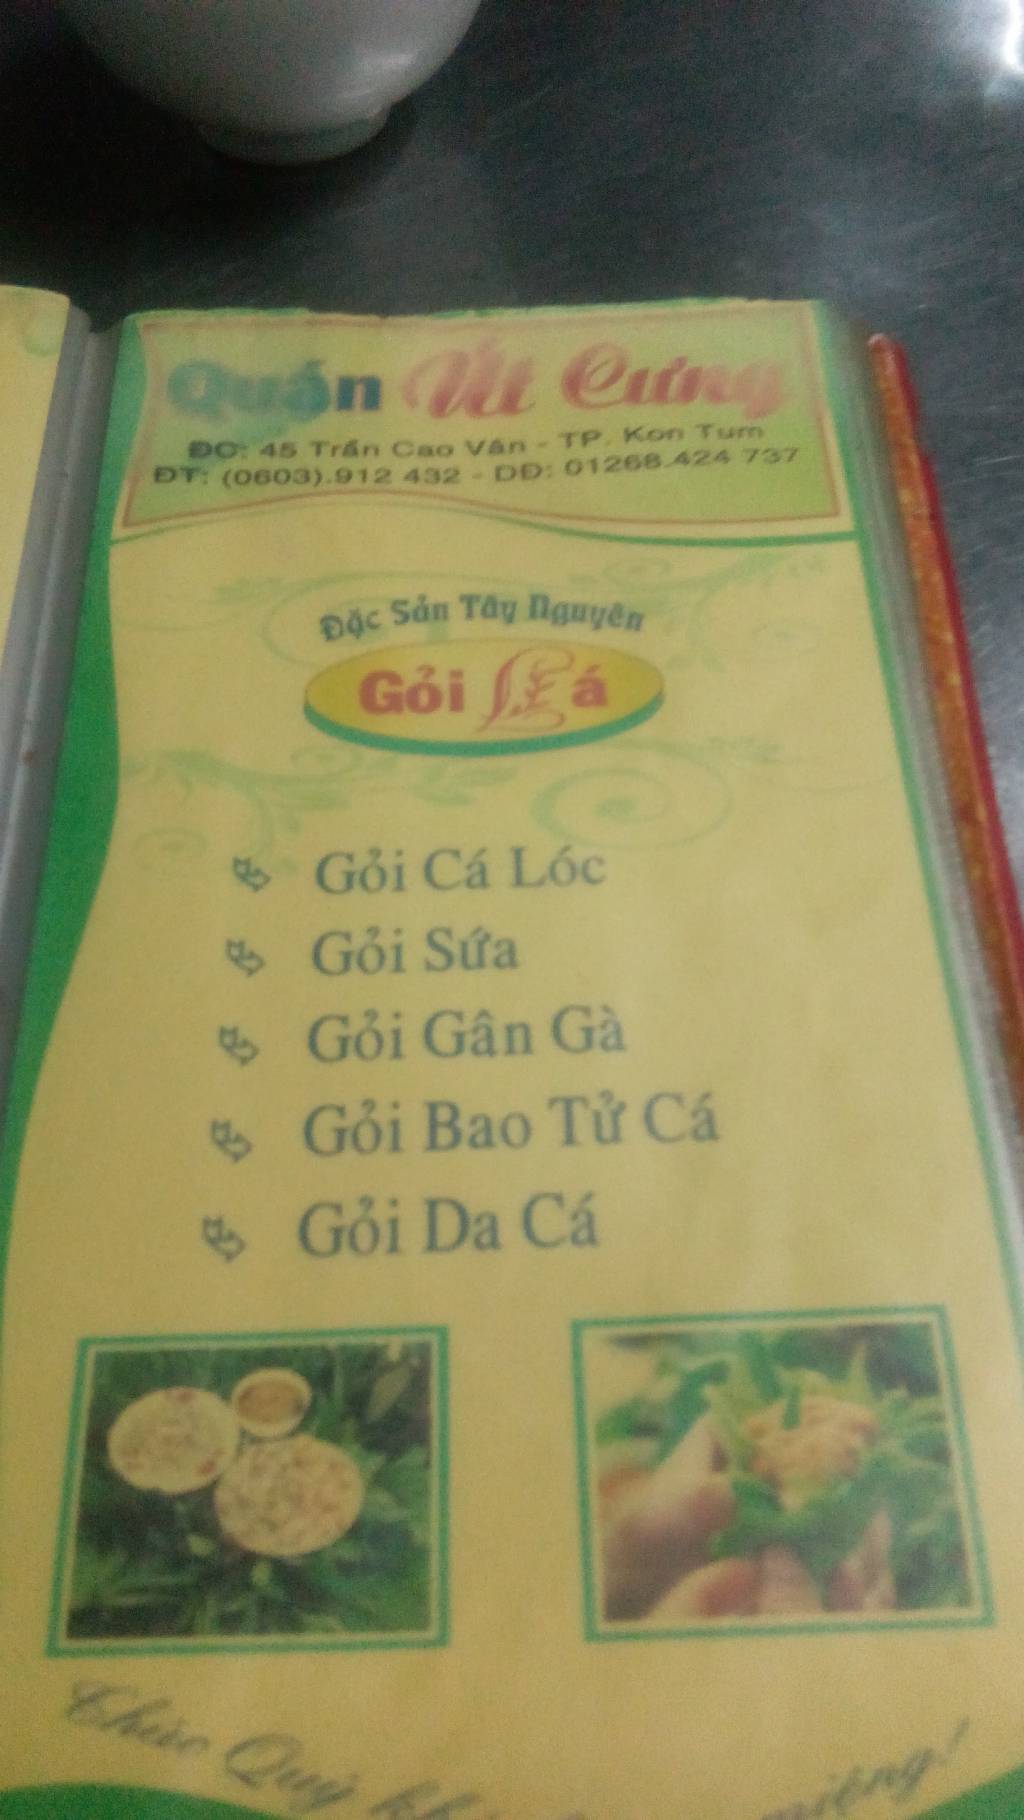 Quán Út Cưng
ĐC: 45 Trần Cao Vân - TP. Kon Tum
ĐT: (0603).912 432 - DĐ: 01268.424 737
Đặc Sản Tây Nguyên
Gỏi Lá
Gỏi Cá Lóc
Gỏi Sứa
Gỏi Gân Gà
Gỏi Bao Tử Cá
Gỏi Da Cá
Chúc Quý miệng!